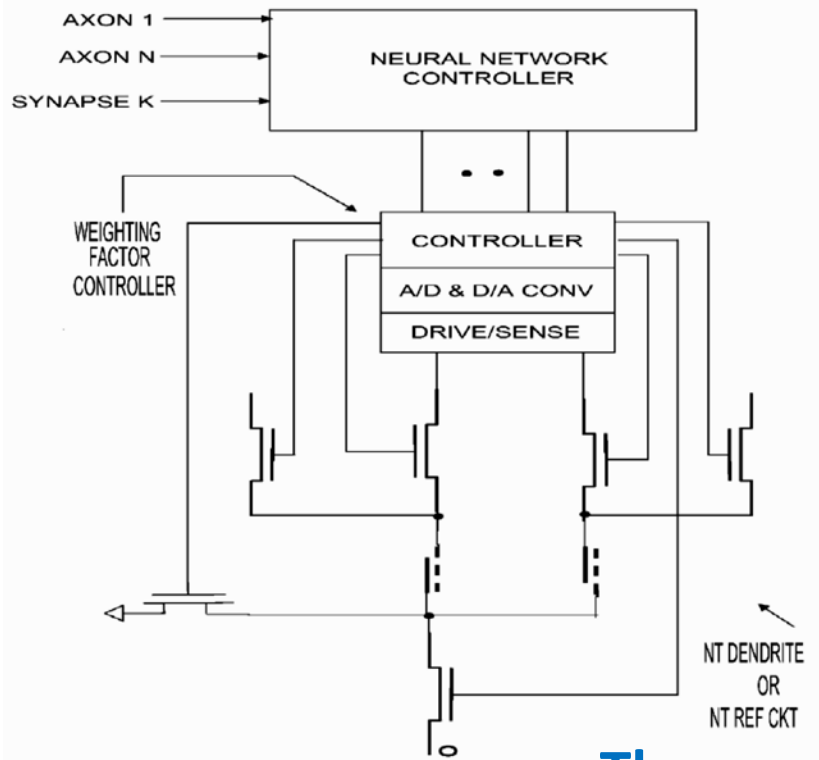 AXON 1
AXON N
SYNAPSE K
NEURAL NETWORK
CONTROLLER
WEIGHTING
FACTOR
CONTROLLER
CONTROLLER
A/D & D/A CONV
DRIVE/SENSE
NT DENDRITE
OR
NT REF CKT